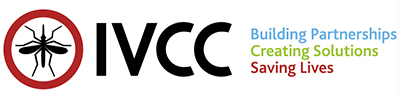 IVCC
Building Partnerships
Creating Solutions
Saving Lives